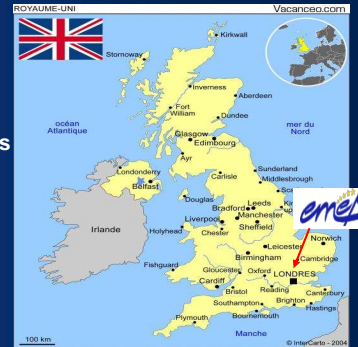 ROYAUME-UNI
Vacanceo.com
Kirkwall
Stornoway
Inverness
Aberdeen
Fort
William
Dundee
océan
Atlantique
mer du
Nord
Glasgow
Edimbourg
Ayr
s
Londonderry
Belfast
Carlisle
Sunderland
Middlesbrough
Douglas
Leeds
Bradford
Manchester
Liverpool
Sheffield
Irlande
Holyhead
Chester
Leicester
Norwich
Birmingham
Cambridge
Fishguard
Gloucester
Oxford
LONDRES
Cardiff
Bristol
Reading
Canterbury
Southampton
Brighton
Hastings
Bournemouth
Plymouth
Manche
100 km
© InterCarto - 2004